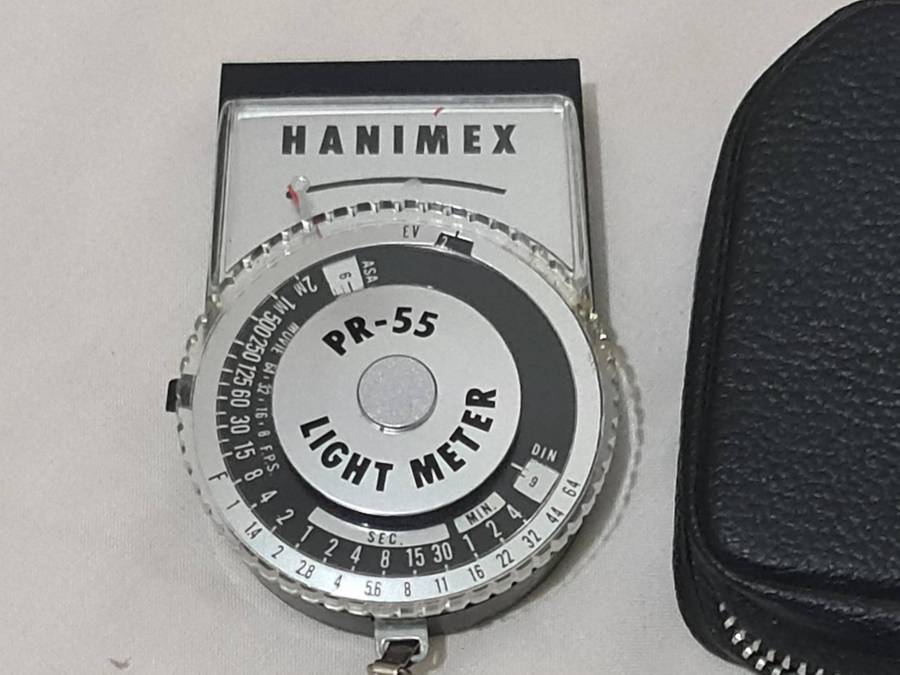 HANIMEX
EV
2
ASA
6
PR-55
LIGHT METER
2M 1M 500 250 125 60 30 15 8 4 2 1 2 4 8 15 30 1 2 4
MOVIE 64 . 32 . 16 . 8 F.P.S.
SEC.
MIN.
DIN
9
F 1 1.4 2 2.8 4 5.6 8 11 16 22 32 44 64